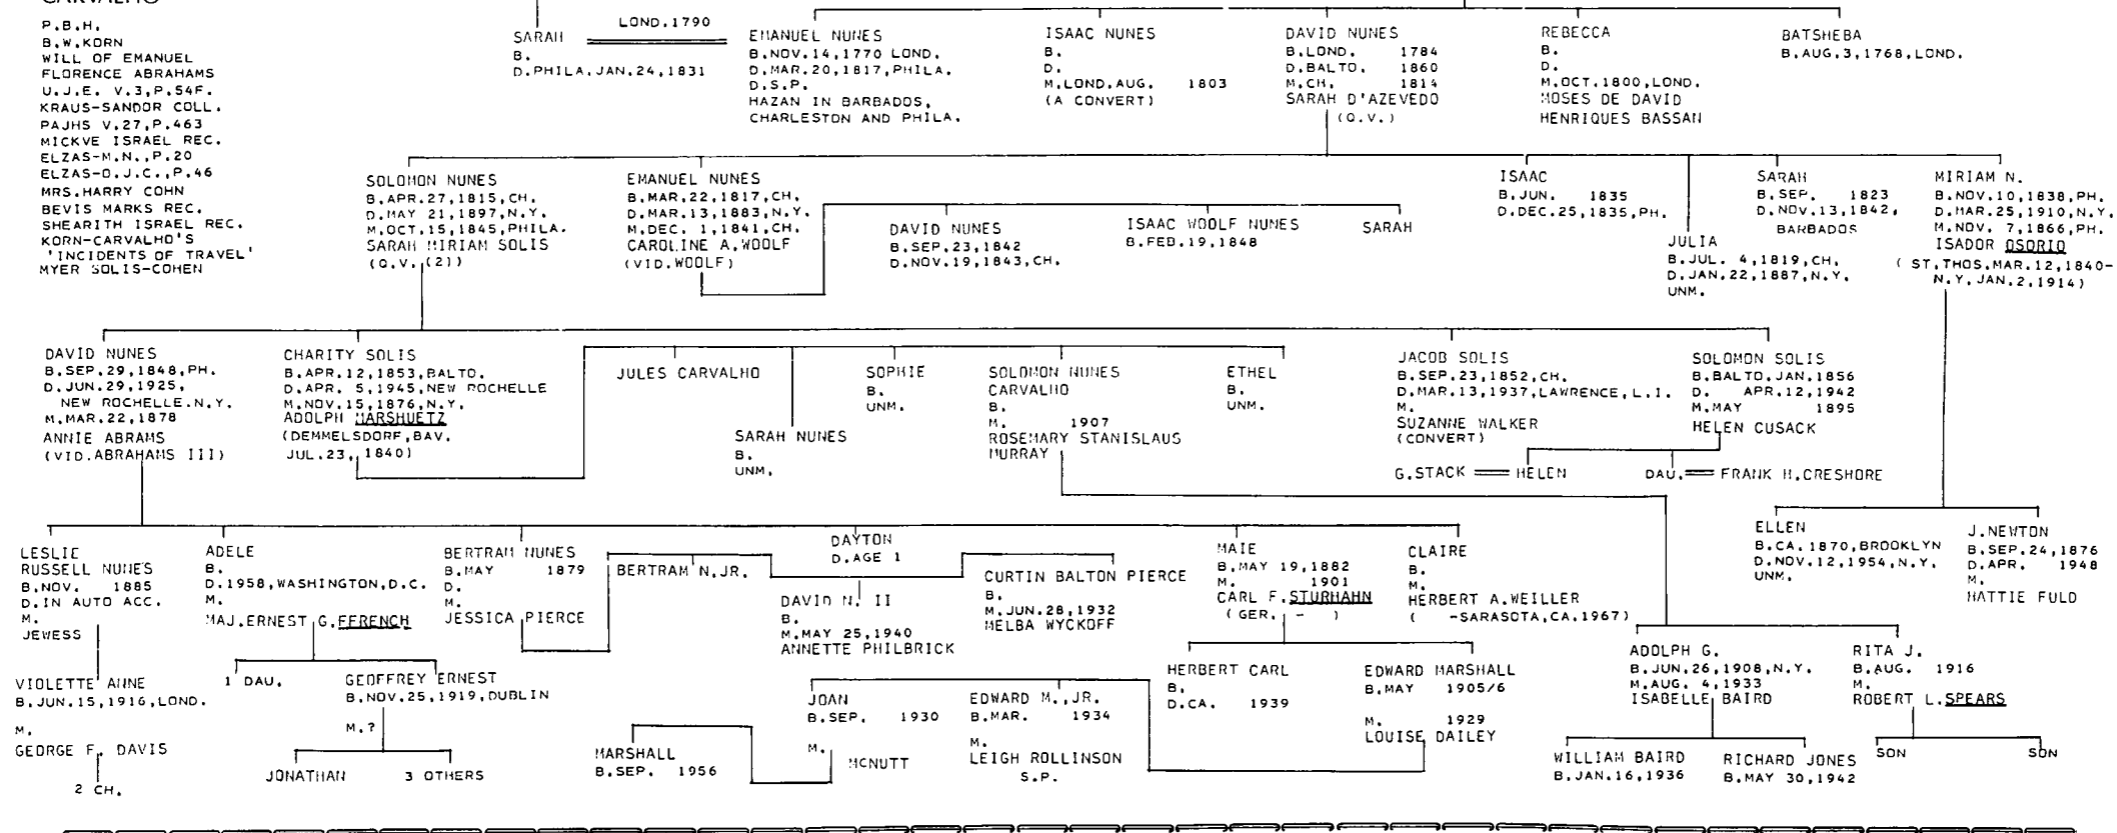 CARVALHO
P.B.H.
B.W.KORN
WILL OF EMANUEL
FLORENCE ABRAHAMS
U.J.E. V.3,P.54F.
KRAUS-SANDOR COLL.
PAJHS V.27,P.463
MICKVE ISRAEL REC.
ELZAS-M.N.,P.20
ELZAS-O.J.C.,P.46
MRS.HARRY COHN
BEVIS MARKS REC.
SHEARITH ISRAEL REC.
KORN-CARVALHO'S
'INCIDENTS OF TRAVEL'
MYER SOLIS-COHEN
SARAH
B.
D.PHILA.JAN.24,1831
LOND.1790
EMANUEL NUNES
B.NOV.14,1770 LOND.
D.MAR.20,1817,PHILA.
D.S.P.
HAZAN IN BARBADOS,
CHARLESTON AND PHILA.
ISAAC NUNES
B.
D.
M.LOND.AUG. 1803
(A CONVERT)
DAVID NUNES
B.LOND. 1784
D.BALTO. 1860
M.CH. 1814
SARAH D'AZEVEDO
(Q.V.)
REBECCA
B.
D.
M.OCT.1800,LOND.
MOSES DE DAVID
HENRIQUES BASSAN
BATSHEBA
B.AUG.3,1768,LOND.
SOLOMON NUNES
B.APR.27,1815,CH.
D.MAY 21,1897,N.Y.
M.OCT.15,1845,PHILA.
SARAH MIRIAM SOLIS
(Q.V.(2))
EMANUEL NUNES
B.MAR.22,1817,CH.
D.MAR.13,1883,N.Y.
M.DEC. 1,1841,CH.
CAROLINE A.WOOLF
(VID.WOOLF)
DAVID NUNES
B.SEP.23,1842
D.NOV.19,1843,CH.
ISAAC WOOLF NUNES
B.FEB.19,1848
SARAH
ISAAC
B.JUN. 1835
D.DEC.25,1835,PH.
JULIA
B.JUL. 4,1819,CH.
D.JAN.22,1887,N.Y.
UNM.
SARAH
B.SEP. 1823
D.NOV.13,1842,
BARBADOS
MIRIAM N.
B.NOV.10,1838,PH.
D.MAR.25,1910,N.Y.
M.NOV. 7,1866,PH.
ISADOR OSORIO
( ST.THOS.MAR.12,1840-
N.Y.JAN.2,1914)
DAVID NUNES
B.SEP.29,1848,PH.
D.JUN.29,1925,
NEW ROCHELLE.N.Y.
M.MAR.22,1878
ANNIE ABRAMS
(VID.ABRAHAMS III)
CHARITY SOLIS
B.APR.12,1853,BALTO.
D.APR. 5,1945,NEW ROCHELLE
M.NOV.15,1876,N.Y.
ADOLPH MARSHUETZ
(DEMMELSDORF,BAV.
JUL.23, 1840)
JULES CARVALHO
SARAH NUNES
B.
UNM.
SOPHIE
B.
UNM.
SOLOMON NUNES
CARVALHO
B.
M. 1907
ROSEMARY STANISLAUS
MURRAY
ETHEL
B.
UNM.
JACOB SOLIS
B.SEP.23,1852,CH.
D.MAR.13,1937,LAWRENCE,L.I.
M.
SUZANNE WALKER
(CONVERT)
SOLOMON SOLIS
B.BALTO.JAN.1856
D. APR.12,1942
M.MAY 1895
HELEN CUSACK
G.STACK HELEN
DAU. FRANK H.CRESHORE
LESLIE
RUSSELL NUNES
B.NOV. 1885
D.IN AUTO ACC.
M.
JEWESS
ADELE
B.
D.1958,WASHINGTON,D.C.
M.
MAJ.ERNEST G.FFRENCH
BERTRAM NUNES
B.MAY 1879
D.
M.
JESSICA PIERCE
BERTRAM N.JR.
DAYTON
D.AGE 1
DAVID N. II
B.
M.MAY 25,1940
ANNETTE PHILBRICK
CURTIN BALTON PIERCE
B.
M.JUN.28,1932
MELBA WYCKOFF
MAIE
B.MAY 19,1882
M. 1901
CARL F.STURHAHN
(GER. - )
CLAIRE
B.
M.
HERBERT A.WEILLER
( -SARASOTA,CA.1967)
ELLEN
B.CA.1870,BROOKLYN
D.NOV.12,1954,N.Y.
UNM.
J.NEWTON
B.SEP.24,1876
D.APR. 1948
M.
HATTIE FULD
VIOLETTE ANNE
B.JUN.15,1916,LOND.
M.
GEORGE F. DAVIS
2 CH.
1 DAU.
GEOFFREY ERNEST
B.NOV.25,1919,DUBLIN
M.?
JONATHAN
3 OTHERS
MARSHALL
B.SEP. 1956
JOAN
B.SEP. 1930
M.
MCNUTT
EDWARD M.,JR.
B.MAR. 1934
M.
LEIGH ROLLINSON
S.P.
HERBERT CARL
B.
D.CA. 1939
EDWARD MARSHALL
B.MAY 1905/6
M. 1929
LOUISE DAILEY
ADOLPH G.
B.JUN.26,1908,N.Y.
M.AUG. 4,1933
ISABELLE BAIRD
RITA J.
B.AUG. 1916
M.
ROBERT L.SPEARS
WILLIAM BAIRD
B.JAN.16,1936
RICHARD JONES
B.MAY 30,1942
SON
SON